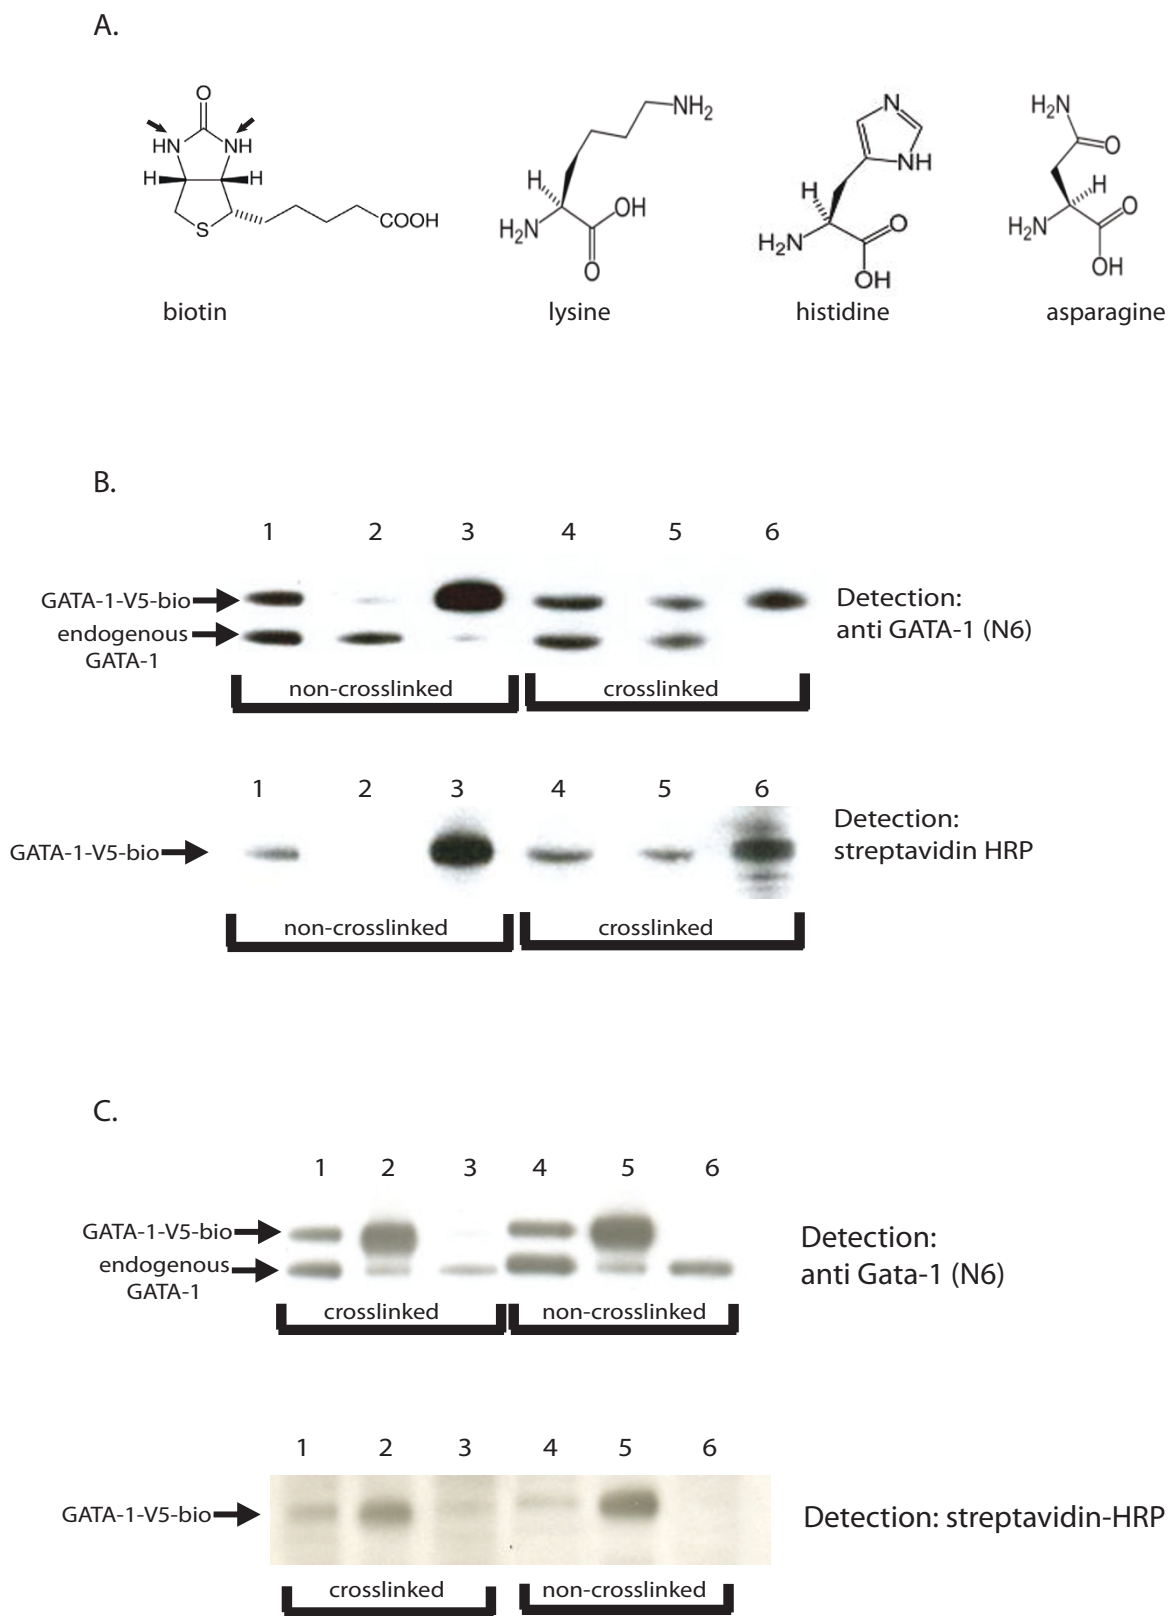 A.
O
HN NH
H H
S COOH
NH2
H
OH
H2N
O
N
NH
H
H2N O
OH
H2N
O
H
O
H2N
OH
biotin lysine histidine asparagine
B.
1 2 3 4 5 6
GATA-1-V5-bio
endogenous
GATA-1
Detection:
anti GATA-1 (N6)
non-crosslinked crosslinked
1 2 3 4 5 6
GATA-1-V5-bio
Detection:
streptavidin HRP
non-crosslinked crosslinked
C.
1 2 3 4 5 6
GATA-1-V5-bio
endogenous
GATA-1
Detection:
anti Gata-1 (N6)
crosslinked non-crosslinked
1 2 3 4 5 6
GATA-1-V5-bio
Detection: streptavidin-HRP
crosslinked non-crosslinked